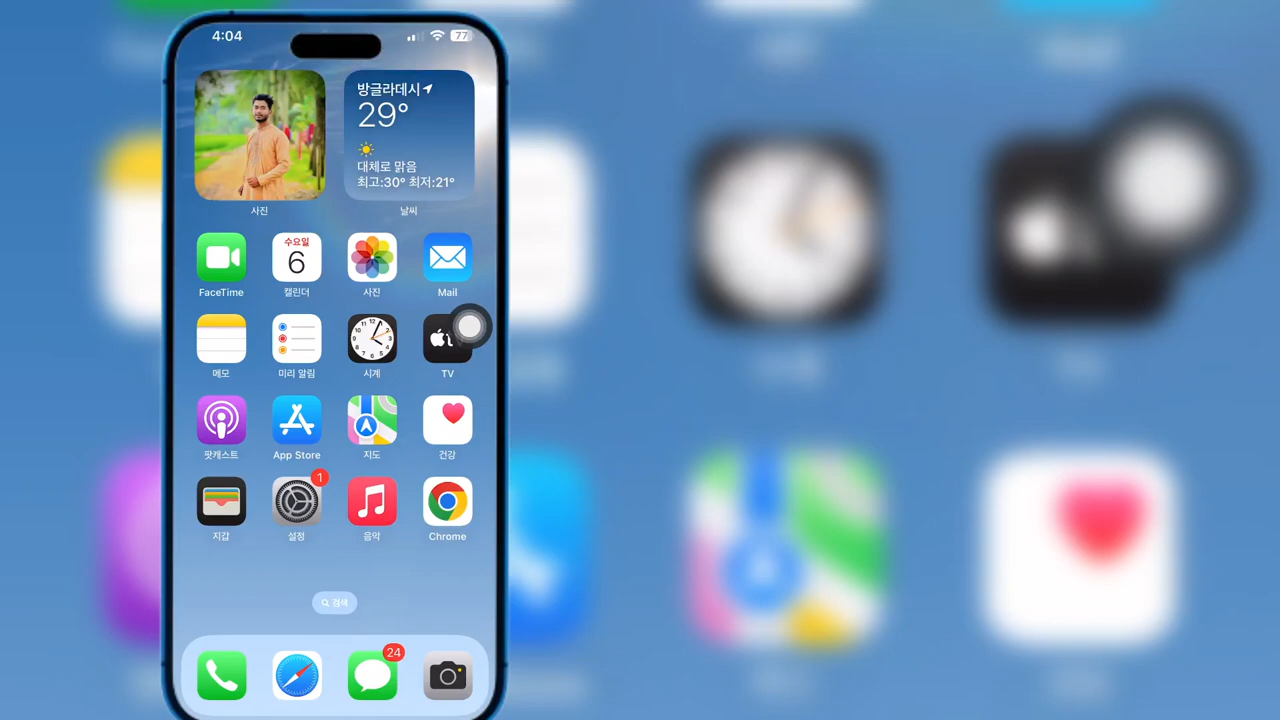 4:04
77
방글라데시
29°
대체로 맑음
최고:30° 최저:21°
사진
날씨
수요일
6
FaceTime
캘린더
사진
Mail
메모
미리 알림
시계
TV
팟캐스트
App Store
지도
건강
1
지갑
설정
음악
Chrome
검색
24